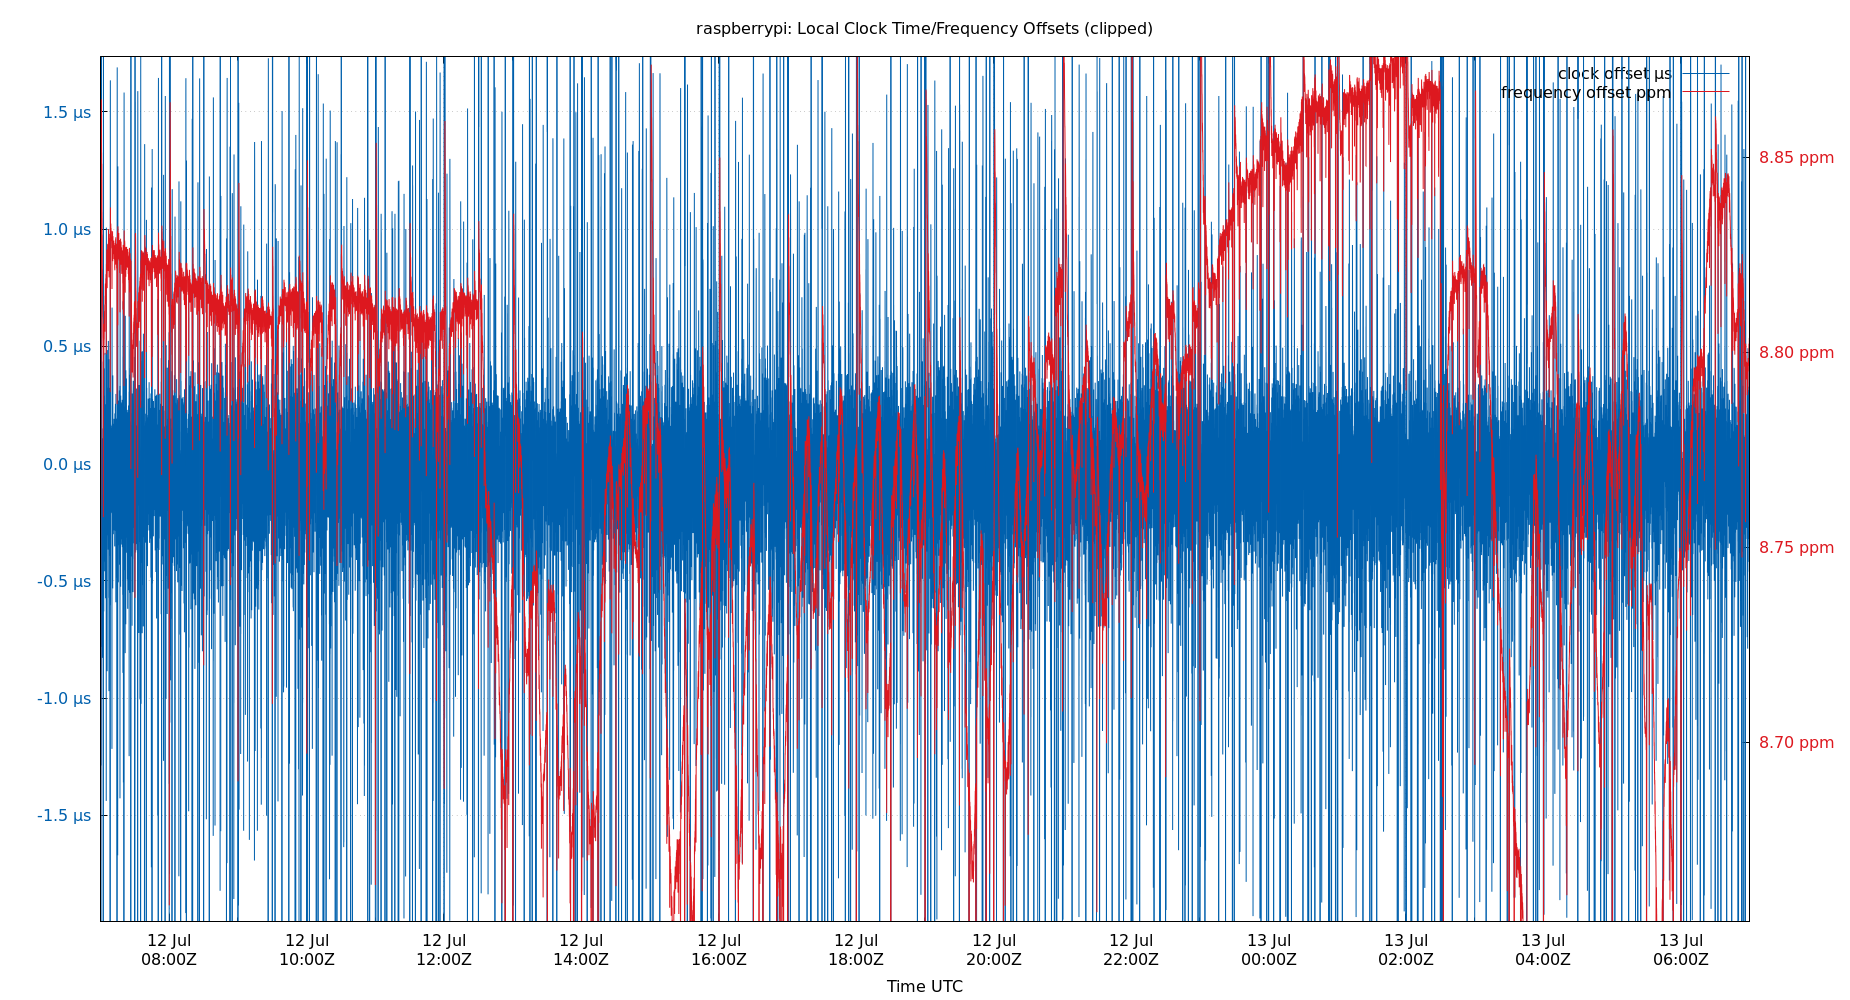 raspberrypi: Local Clock Time/Frequency Offsets (clipped)
clock offset μs
frequency offset ppm
1.5 μs
1.0 μs
0.5 μs
0.0 μs
-0.5 μs
-1.0 μs
-1.5 μs
8.85 ppm
8.80 ppm
8.75 ppm
8.70 ppm
12 Jul 12 Jul 12 Jul 12 Jul 12 Jul 12 Jul 12 Jul 12 Jul 13 Jul 13 Jul 13 Jul 13 Jul
08:00Z 10:00Z 12:00Z 14:00Z 16:00Z 18:00Z 20:00Z 22:00Z 00:00Z 02:00Z 04:00Z 06:00Z
Time UTC